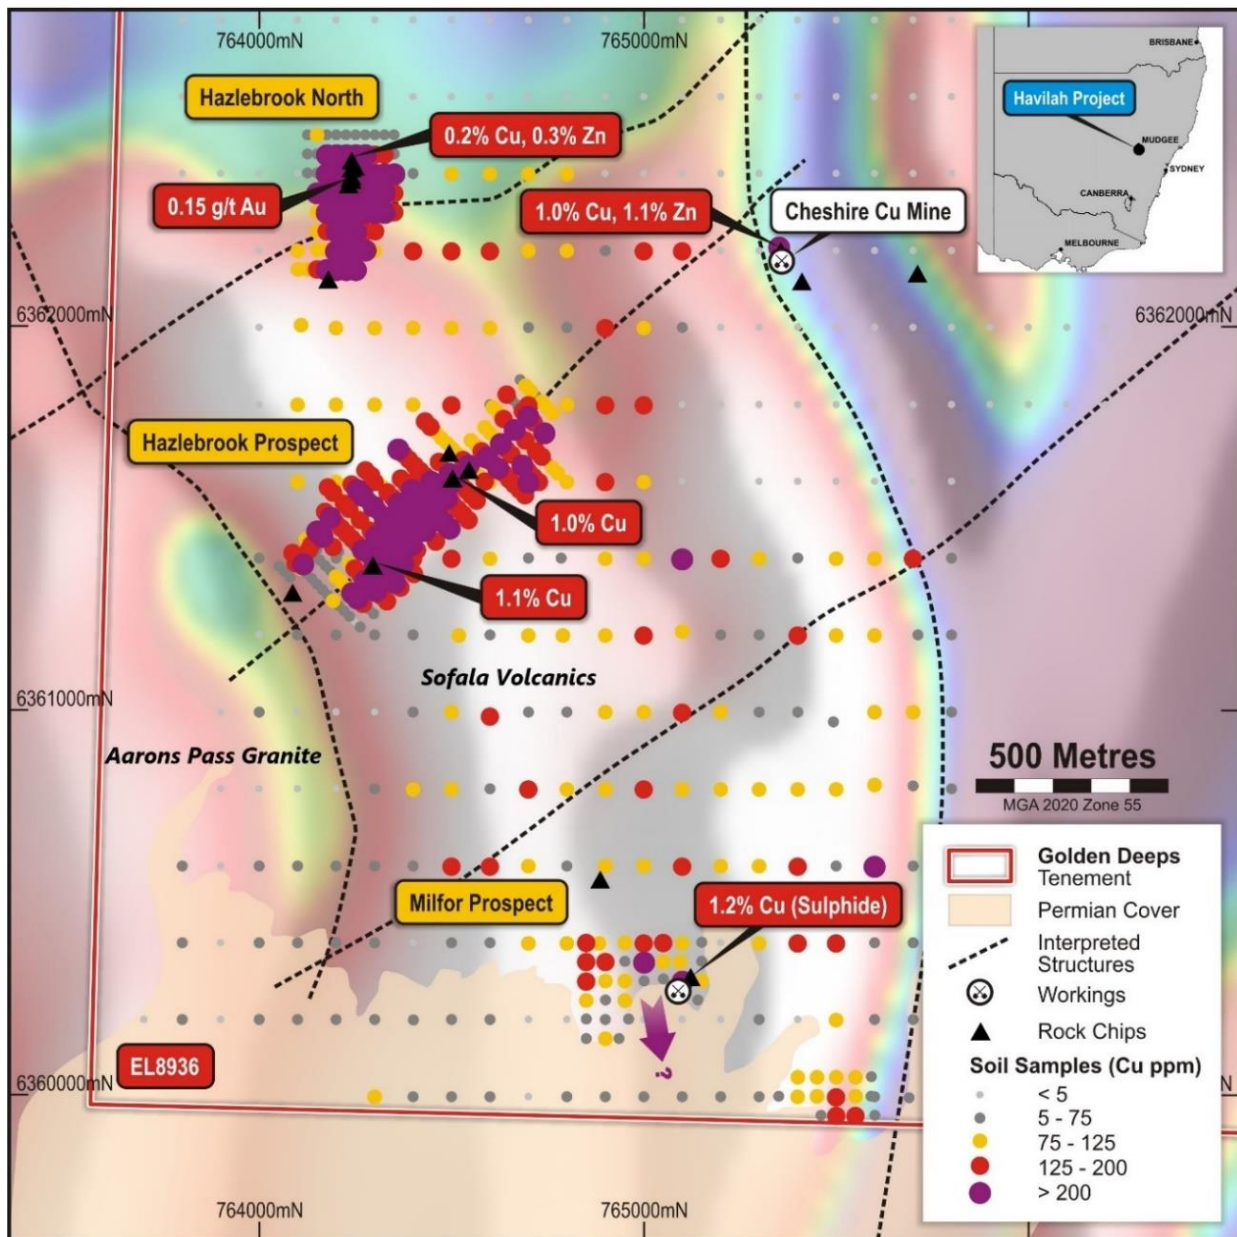 764000mN
765000mN
BRISBANE
Hazlebrook North
Havilah Project
0.2% Cu, 0.3% Zn
MUDGEE
SYDNEY
0.15 g/t Au
1.0% Cu, 1.1% Zn
Cheshire Cu Mine
CANBERRA
MELBOURNE
6362000mN
6362000mN
Hazlebrook Prospect
1.0% Cu
1.1% Cu
Sofala Volcanics
6361000mN
Aarons Pass Granite
500 Metres
MGA 2020 Zone 55
Milfor Prospect
1.2% Cu (Sulphide)
Golden Deeps
Tenement
Permian Cover
Interpreted
Structures
Workings
Rock Chips
Soil Samples (Cu ppm)
< 5
5 - 75
75 - 125
125 - 200
> 200
?
EL8936
6360000mN
N
764000mN
765000mN